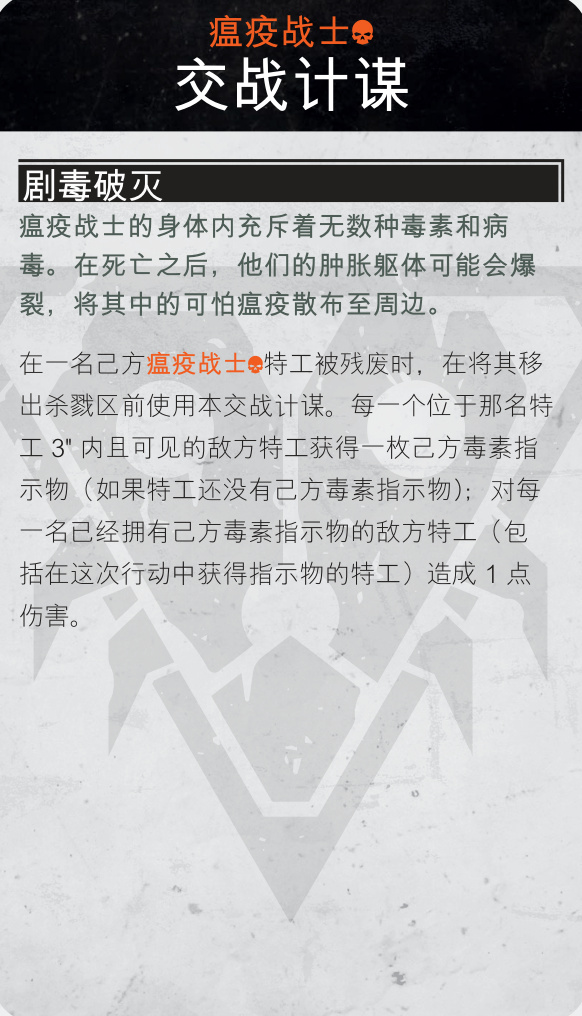 瘟疫战士
交战计谋
剧毒破灭
瘟疫战士的身体内充斥着无数种毒素和病
毒。在死亡之后，他们的肿胀躯体可能会爆
裂，将其中的可怕瘟疫散布至周边。
在一名己方瘟疫战士特工被残废时，在将其移
出杀戮区前使用本交战计谋。每一个位于那名特
工 3" 内且可见的敌方特工获得一枚己方毒素指
示物（如果特工还没有己方毒素指示物）；对每
一名已经拥有己方毒素指示物的敌方特工（包
括在这次行动中获得指示物的特工）造成 1 点
伤害。